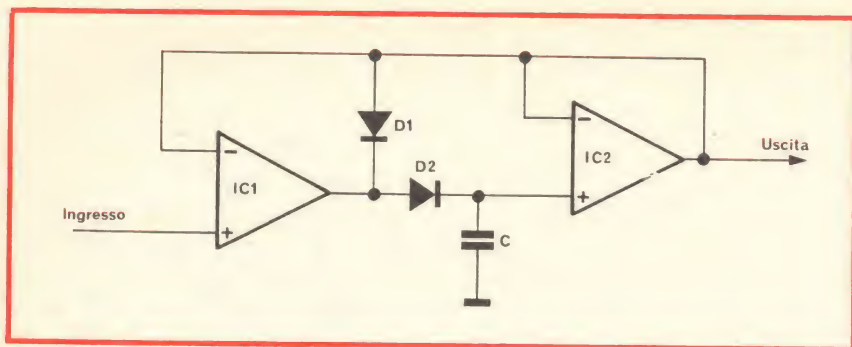 D1
IC2
Uscita
D2
IC1
Ingresso
C